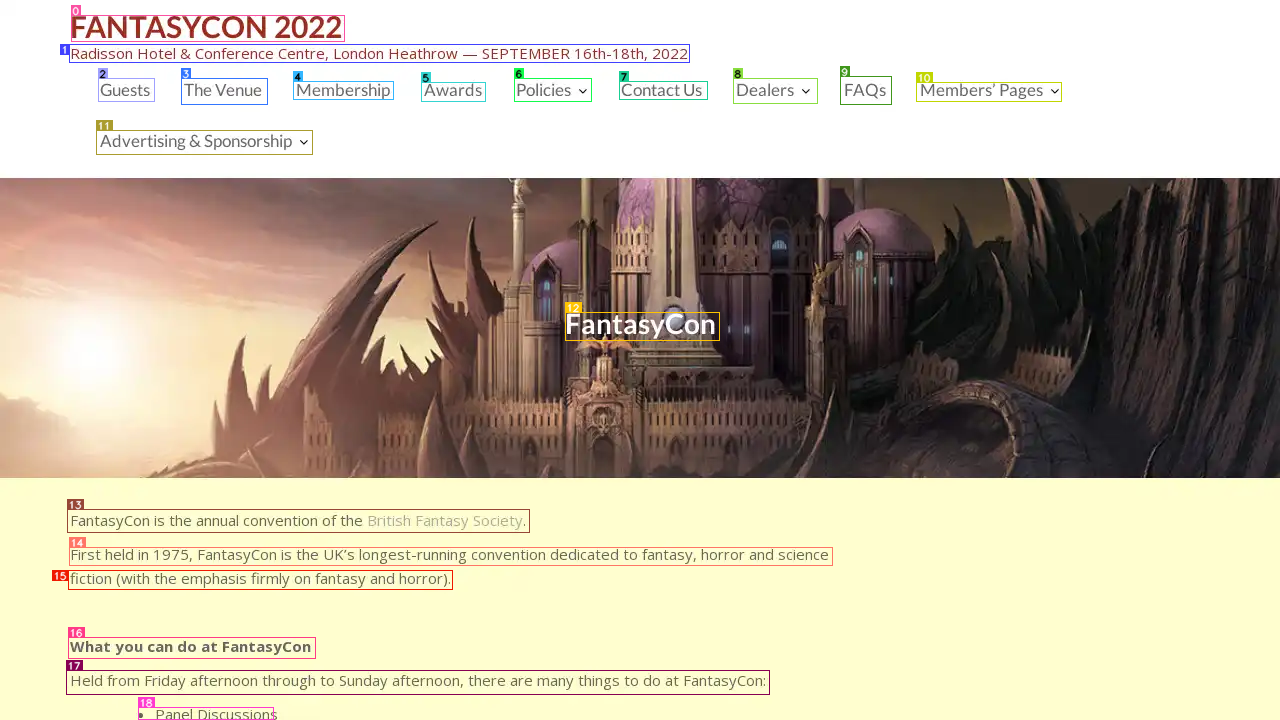 FANTASYCON 2022
Radisson Hotel & Conference Centre, London Heathrow — SEPTEMBER 16th-18th, 2022
Guests
The Venue
Membership
Awards
Policies
Contact Us
Dealers
FAQs
Members' Pages
Advertising & Sponsorship
FantasyCon
FantasyCon is the annual convention of the British Fantasy Society.
First held in 1975, FantasyCon is the UK's longest-running convention dedicated to fantasy, horror and science
fiction (with the emphasis firmly on fantasy and horror).
What you can do at FantasyCon
Held from Friday afternoon through to Sunday afternoon, there are many things to do at FantasyCon:
• Panel Discussions